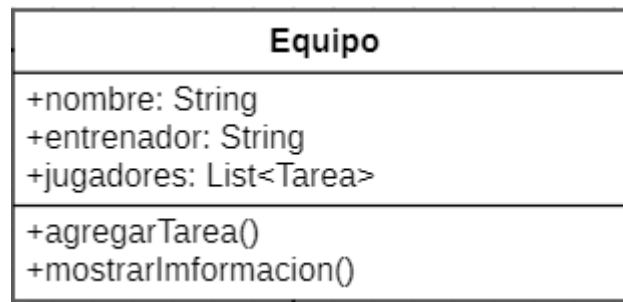 Equipo
+nombre: String
+entrenador: String
+jugadores: List<Tarea>
+agregarTarea()
+mostrarImformacion()